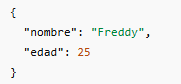 {
  "nombre": "Freddy",
  "edad": 25
}